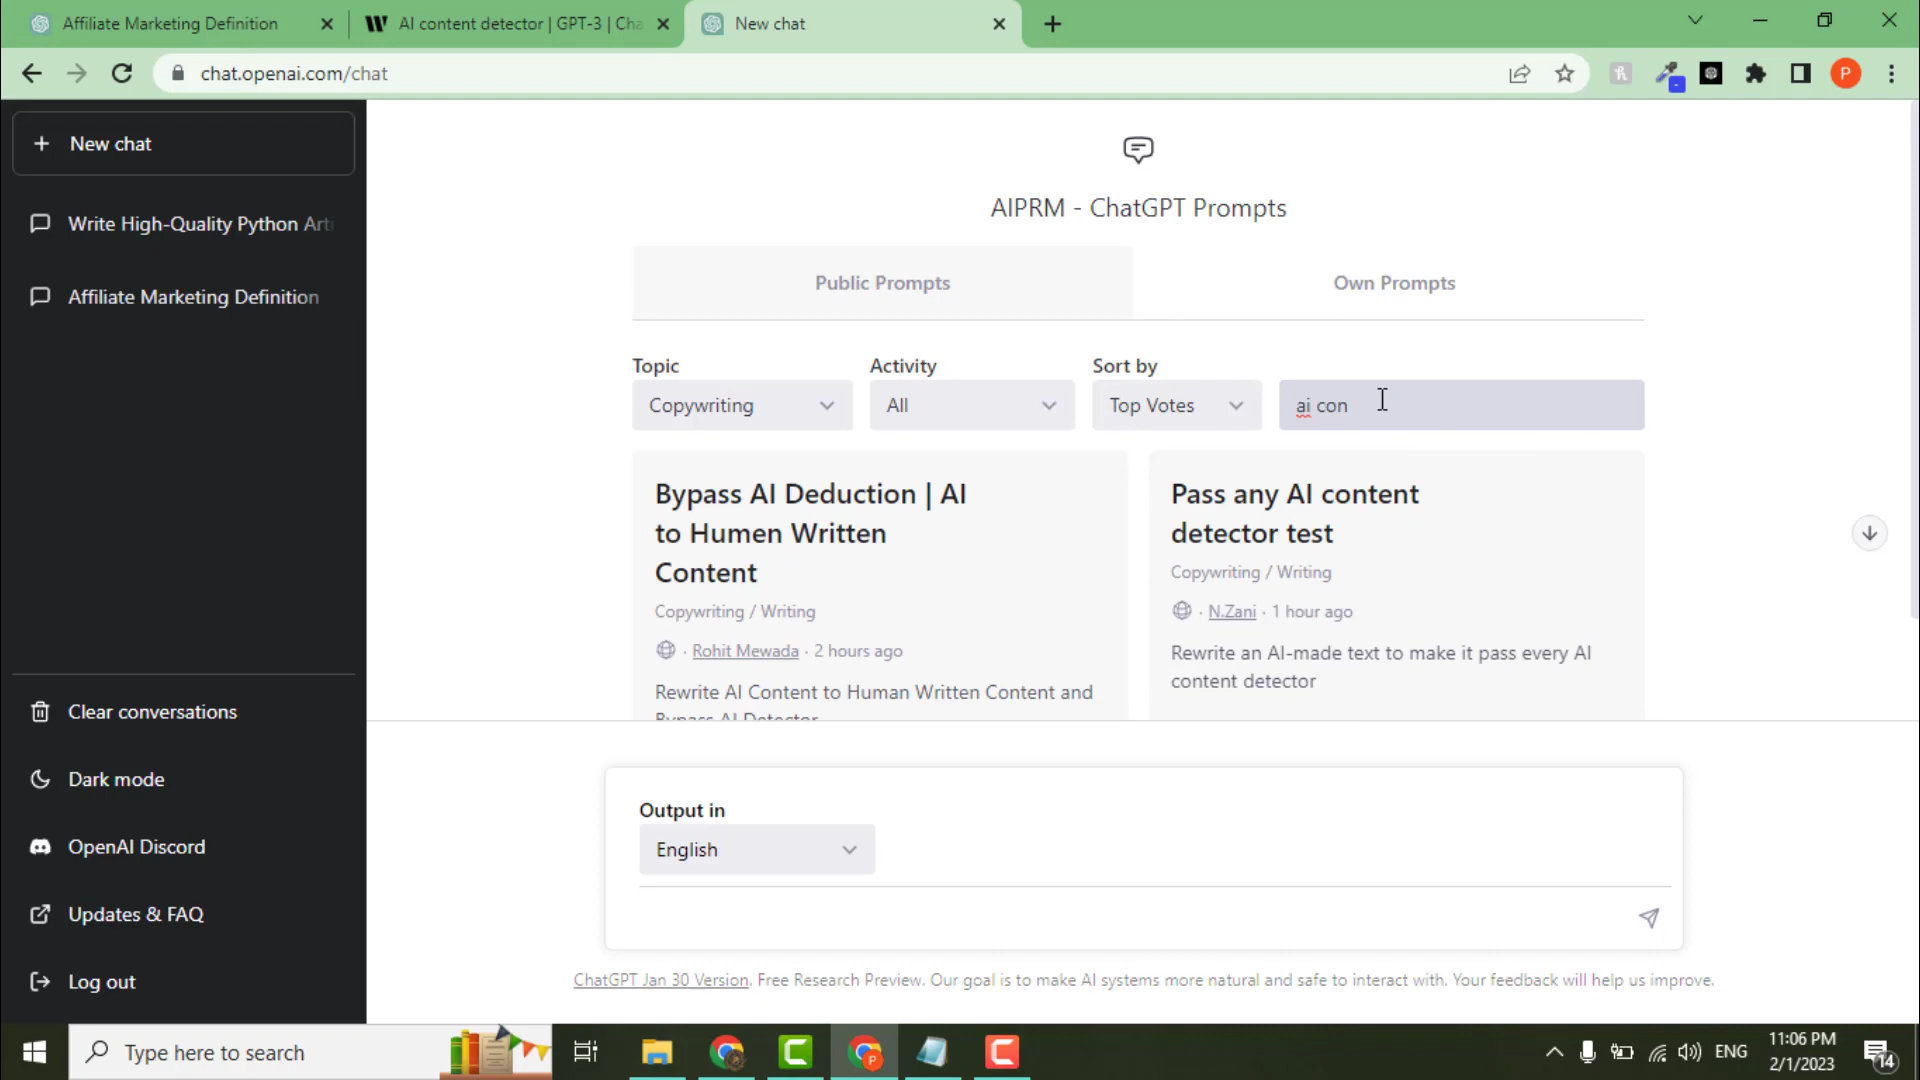 Affiliate Marketing Definition
AI content detector | GPT-3 | Cha
New chat
chat.openai.com/chat
P
New chat
Write High-Quality Python Art
Affiliate Marketing Definition
Clear conversations
Dark mode
OpenAI Discord
Updates & FAQ
Log out
AIPRM - ChatGPT Prompts
Public Prompts
Own Prompts
Topic
Activity
Sort by
Copywriting
All
Top Votes
ai con
Bypass AI Deduction | AI
to Humen Written
Content
Copywriting / Writing
· Rohit Mewada · 2 hours ago
Rewrite AI Content to Human Written Content and
Bypass AI Detector
Pass any AI content
detector test
Copywriting / Writing
· N.Zani · 1 hour ago
Rewrite an AI-made text to make it pass every AI
content detector
Output in
English
ChatGPT Jan 30 Version. Free Research Preview. Our goal is to make AI systems more natural and safe to interact with. Your feedback will help us improve.
Type here to search
P
ENG
11:06 PM
2/1/2023
14